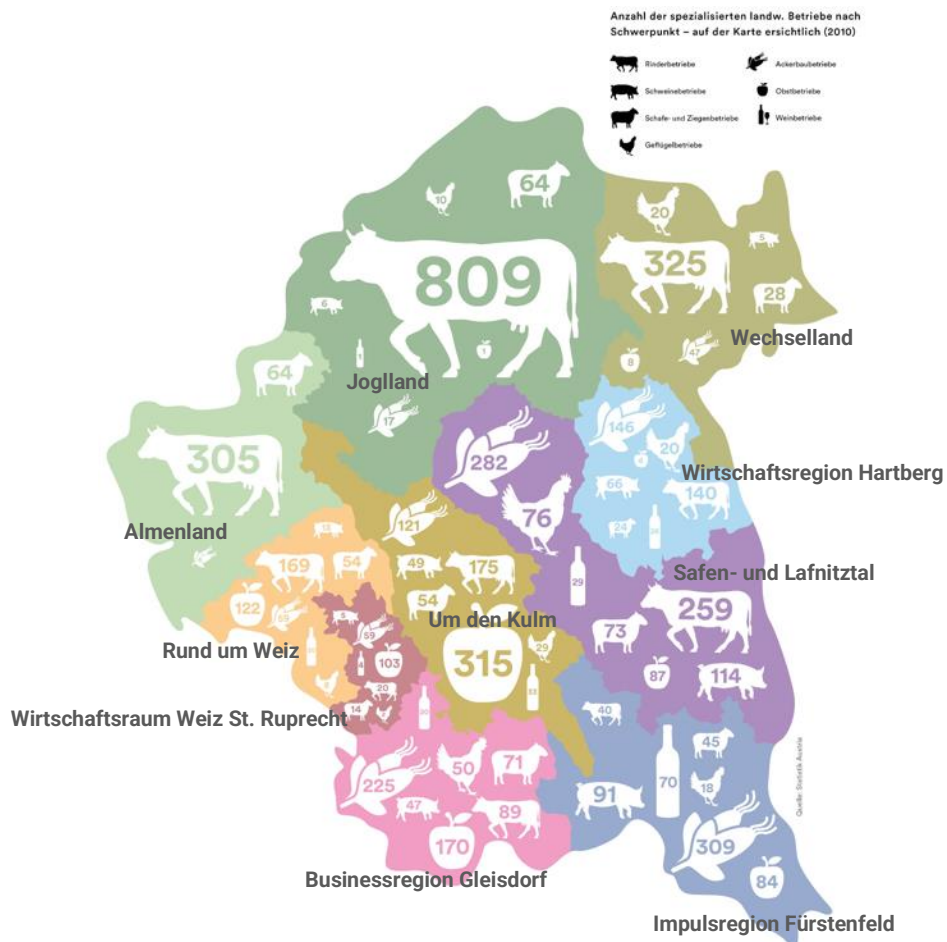 Anzahl der spezialisierten landw. Betriebe nach
Schwerpunkt – auf der Karte ersichtlich (2010)
Rinderbetriebe
Ackerbaubetriebe
Schweinebetriebe
Obstbetriebe
Schafe- und Ziegenbetriebe
Weinbetriebe
Geflügelbetriebe
10
64
809
6
1
Joglland
17
20
325
5
28
Wechselland
47
8
64
305
Almenland
282
76
29
146
20
66
140
24
Wirtschaftsregion Hartberg
Safen- und Lafnitztal
259
73
87
114
121
49
175
54
Um den Kulm
315
29
169
54
122
Rund um Weiz
5
59
4
103
20
14
Wirtschaftsraum Weiz St. Ruprecht
225
50
71
47
89
170
Businessregion Gleisdorf
40
45
91
70
18
309
84
Impulsregion Fürstenfeld
Quelle: Statistik Austria